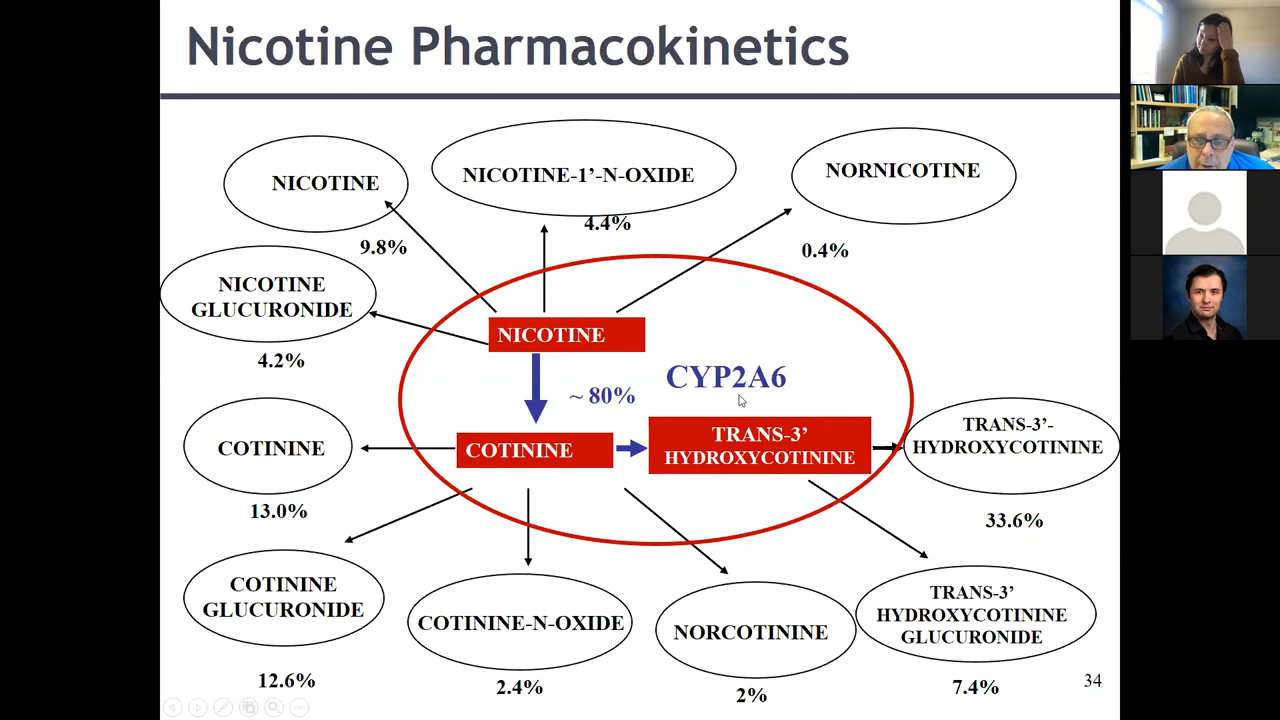 Nicotine Pharmacokinetics
NICOTINE
9.8%
NICOTINE-1’-N-OXIDE
4.4%
NORNICOTINE
0.4%
NICOTINE
GLUCURONIDE
4.2%
NICOTINE
~ 80%
CYP2A6
COTININE
13.0%
COTININE
TRANS-3’
HYDROXYCOTININE
TRANS-3’-
HYDROXYCOTININE
33.6%
COTININE
GLUCURONIDE
12.6%
COTININE-N-OXIDE
2.4%
NORCOTININE
2%
TRANS-3’
HYDROXYCOTININE
GLUCURONIDE
7.4%
34